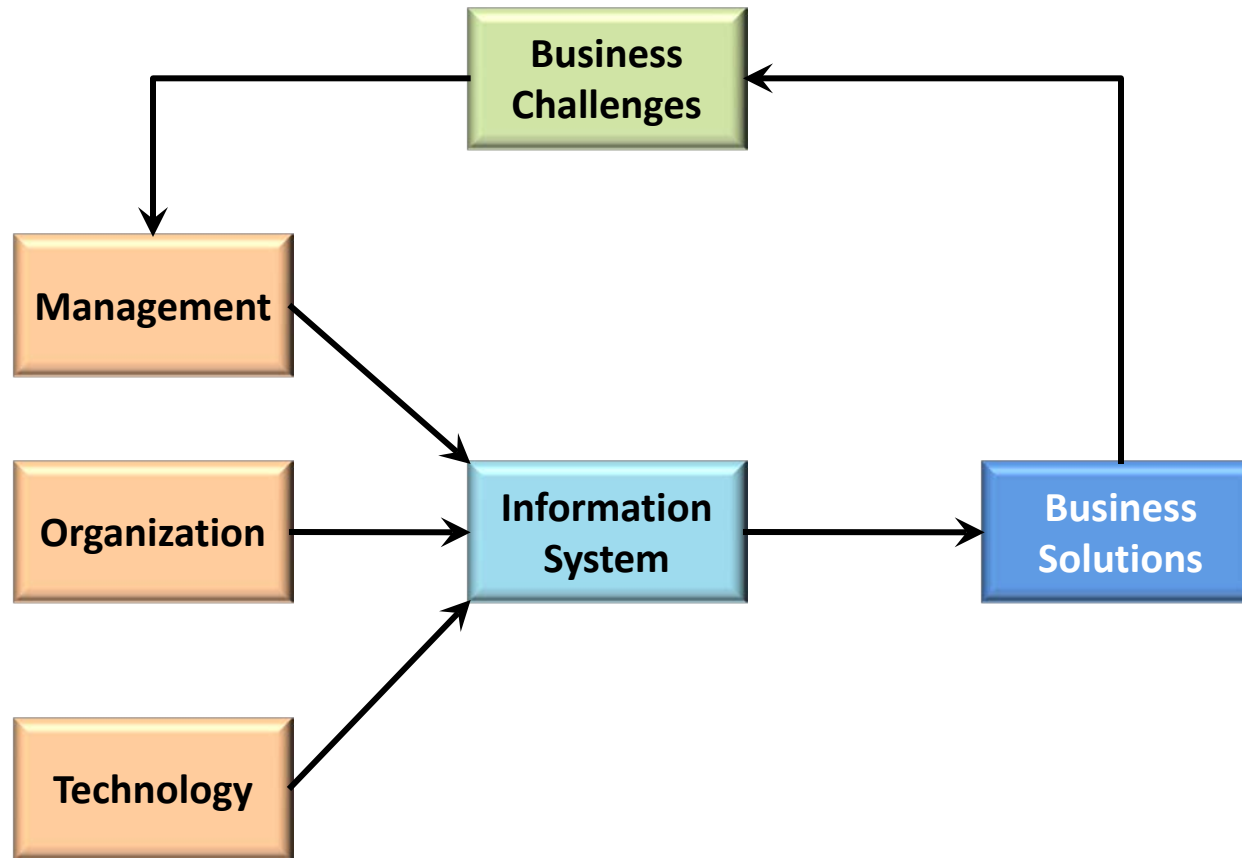 Business
Challenges
Management
Organization
Information
System
Business
Solutions
Technology